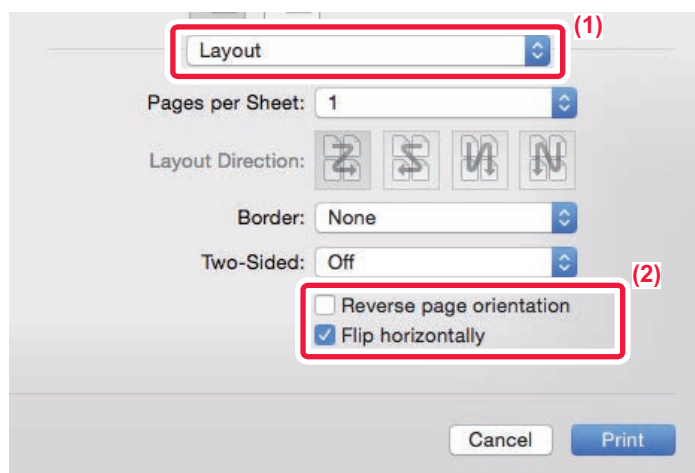 (1)
Layout
Pages per Sheet: 1
Layout Direction:
Border: None
Two-Sided: Off
(2)
Reverse page orientation
Flip horizontally
Cancel Print